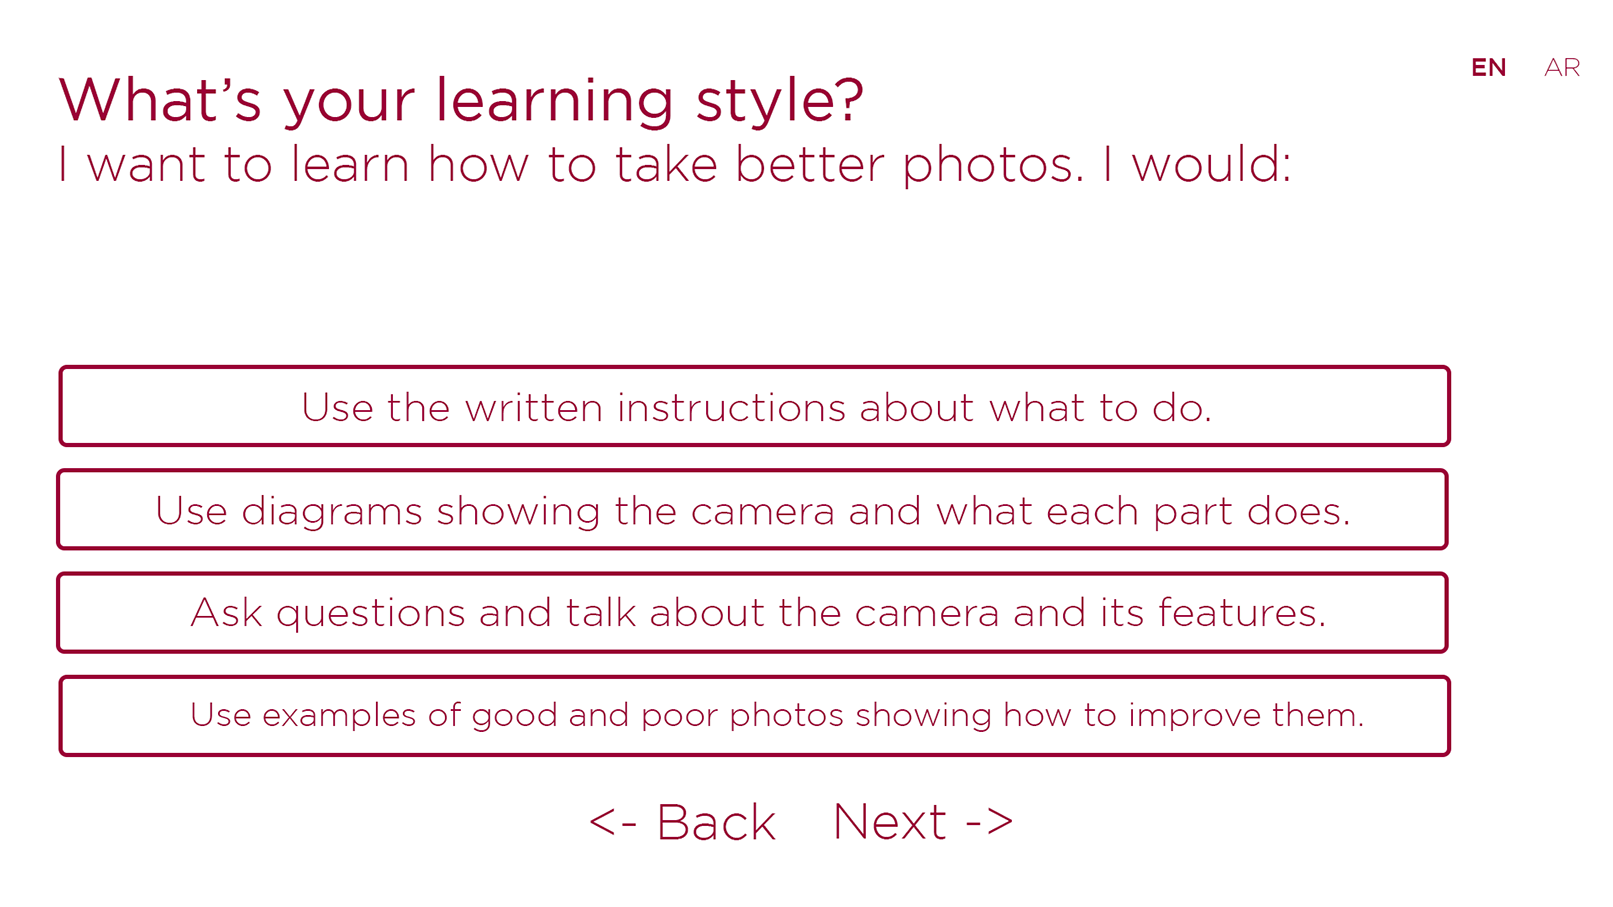 EN AR
What’s your learning style?
I want to learn how to take better photos. I would:
Use the written instructions about what to do.
Use diagrams showing the camera and what each part does.
Ask questions and talk about the camera and its features.
Use examples of good and poor photos showing how to improve them.
<- Back Next ->